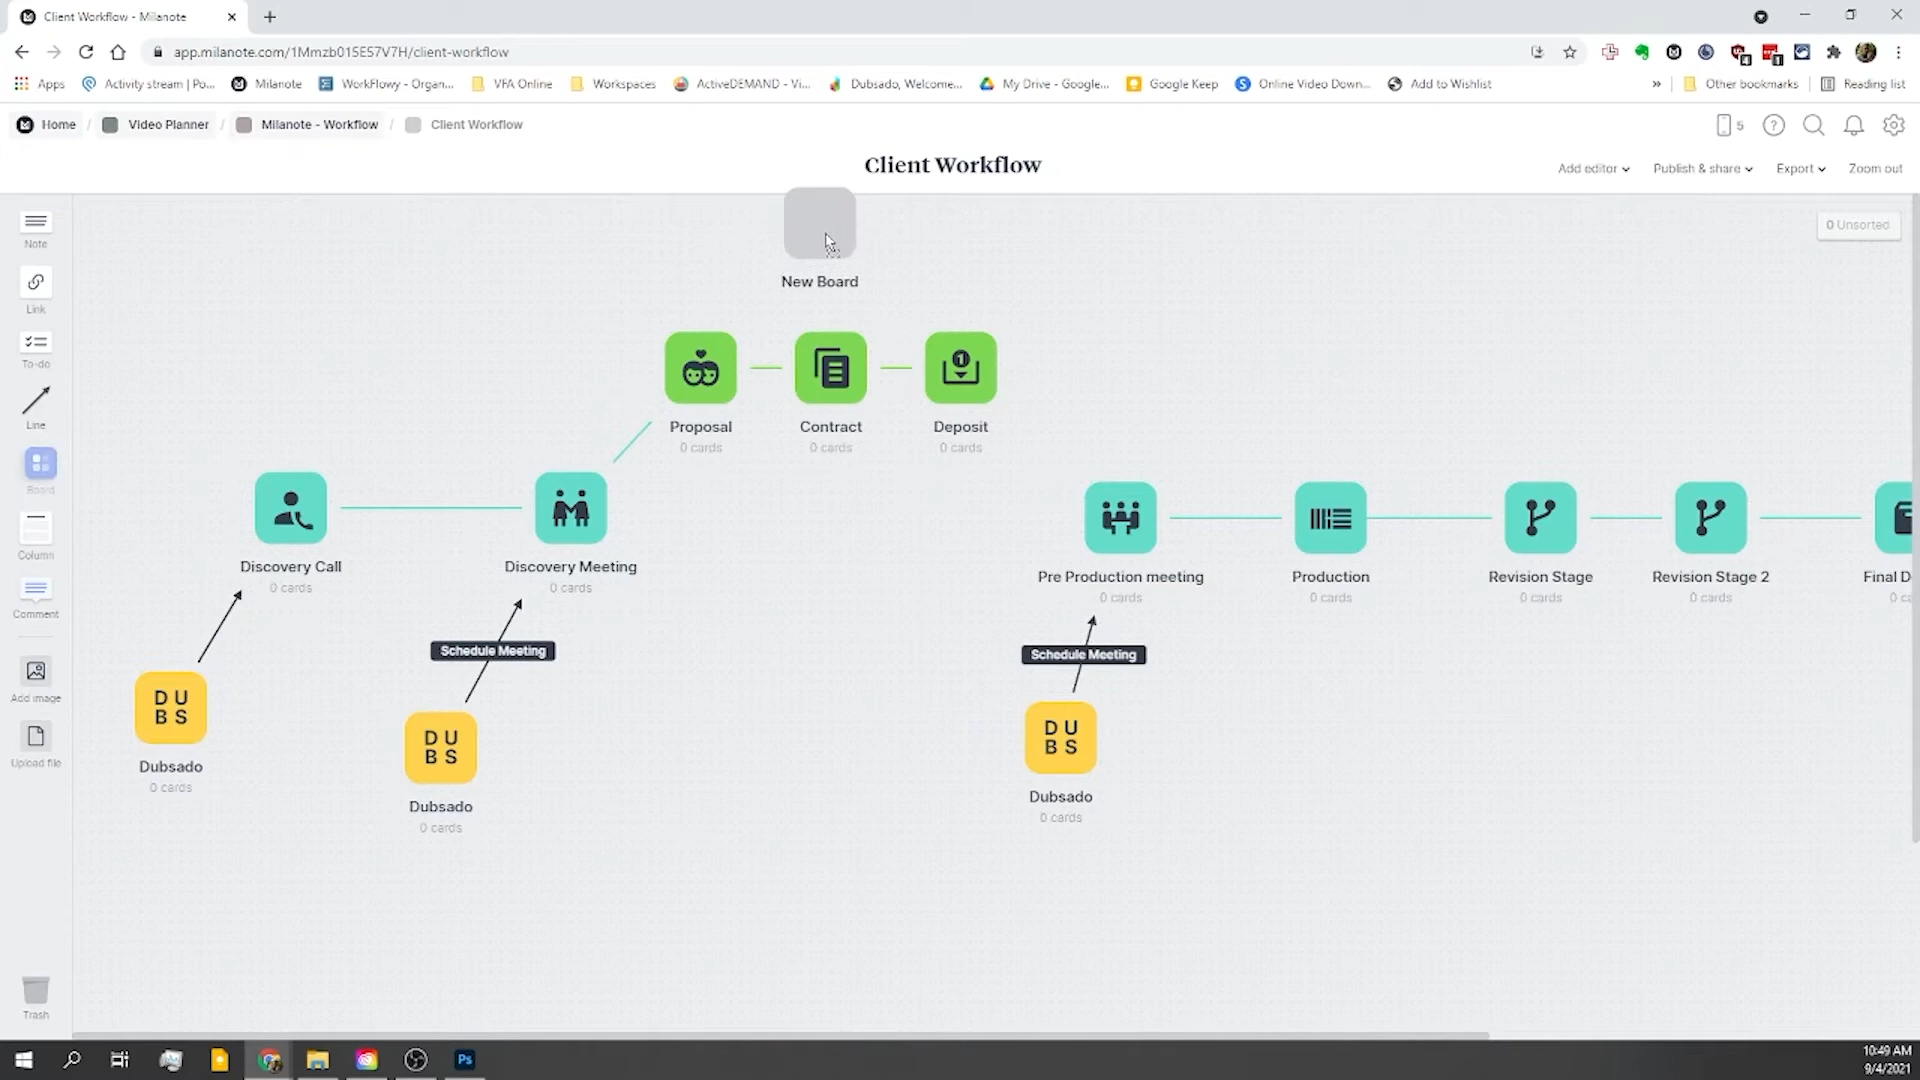 Client Workflow - Milanote
app.milanote.com/1Mmzb015E57V7H/client-workflow
Apps
Activity stream | Po...
Milanote
WorkFlowy - Organ...
VFA Online
Workspaces
ActiveDEMAND - Vi...
Dubsado, Welcome...
My Drive - Google...
Google Keep
Online Video Down...
Add to Wishlist
»
Other bookmarks
Reading list
Home / Video Planner / Milanote - Workflow / Client Workflow
5
Client Workflow
Add editor
Publish & share
Export
Zoom out
0 Unsorted
Note
Link
To-do
Line
Board
Column
Comment
Add image
Upload file
Trash
New Board
Proposal
0 cards
Contract
0 cards
1
Deposit
0 cards
Discovery Call
0 cards
Discovery Meeting
0 cards
Pre Production meeting
0 cards
Production
0 cards
Revision Stage
0 cards
Revision Stage 2
0 cards
Final D
0 ca
Schedule Meeting
Schedule Meeting
D U
B S
Dubsado
0 cards
D U
B S
Dubsado
0 cards
D U
B S
Dubsado
0 cards
Ps
10:49 AM
9/4/2021